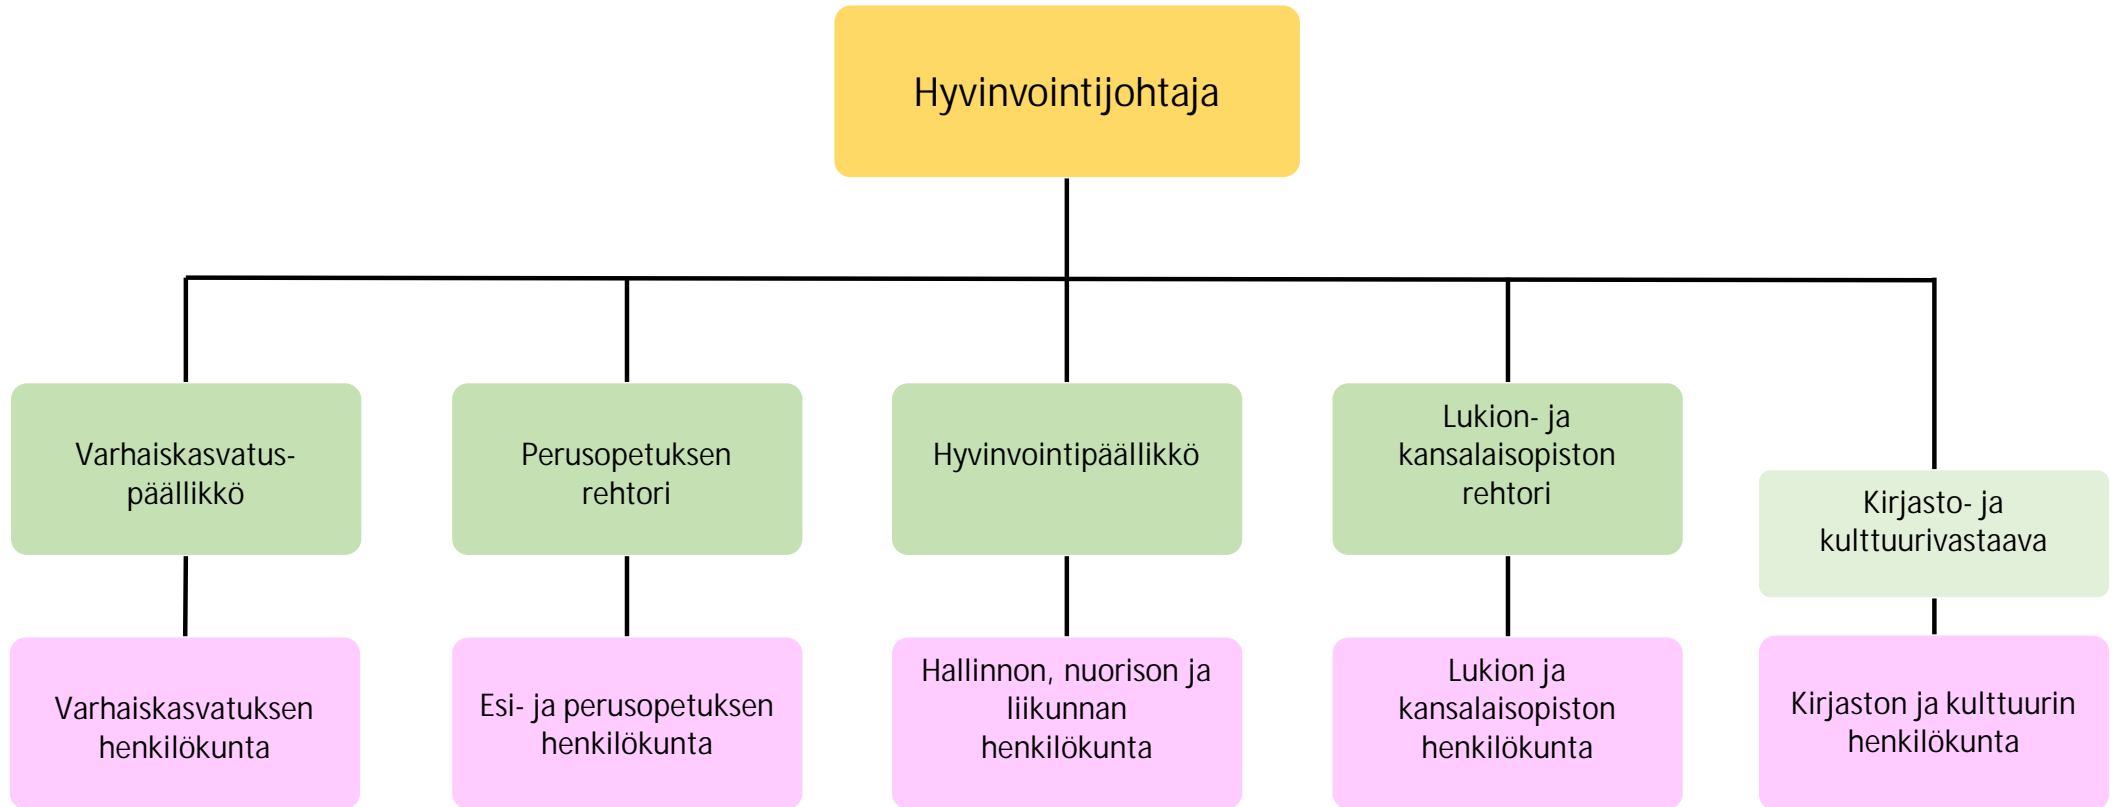 Hyvinvointijohtaja
Varhaiskasvatus-
päällikkö
Perusopetuksen
rehtori
Hyvinvointipäällikkö
Lukion- ja
kansalaisopiston
rehtori
Kirjasto- ja
kulttuurivastaava
Varhaiskasvatuksen
henkilökunta
Esi- ja perusopetuksen
henkilökunta
Hallinnon, nuorison ja
liikunnan
henkilökunta
Lukion ja
kansalaisopiston
henkilökunta
Kirjaston ja kulttuurin
henkilökunta